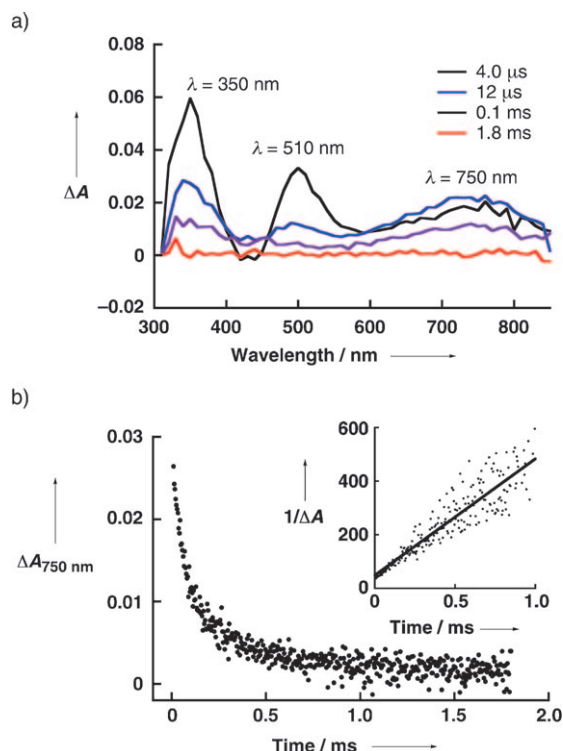 a)
0.08
0.06
0.04
0.02
0
−0.02
ΔA
λ = 350 nm
λ = 510 nm
λ = 750 nm
4.0 μs
12 μs
0.1 ms
1.8 ms
300 400 500 600 700 800
Wavelength / nm
b)
0.03
0.02
0.01
0
ΔA750 nm
600
400
200
0
1/ΔA
0 0.5 1.0
Time / ms
0 0.5 1.0 1.5 2.0
Time / ms